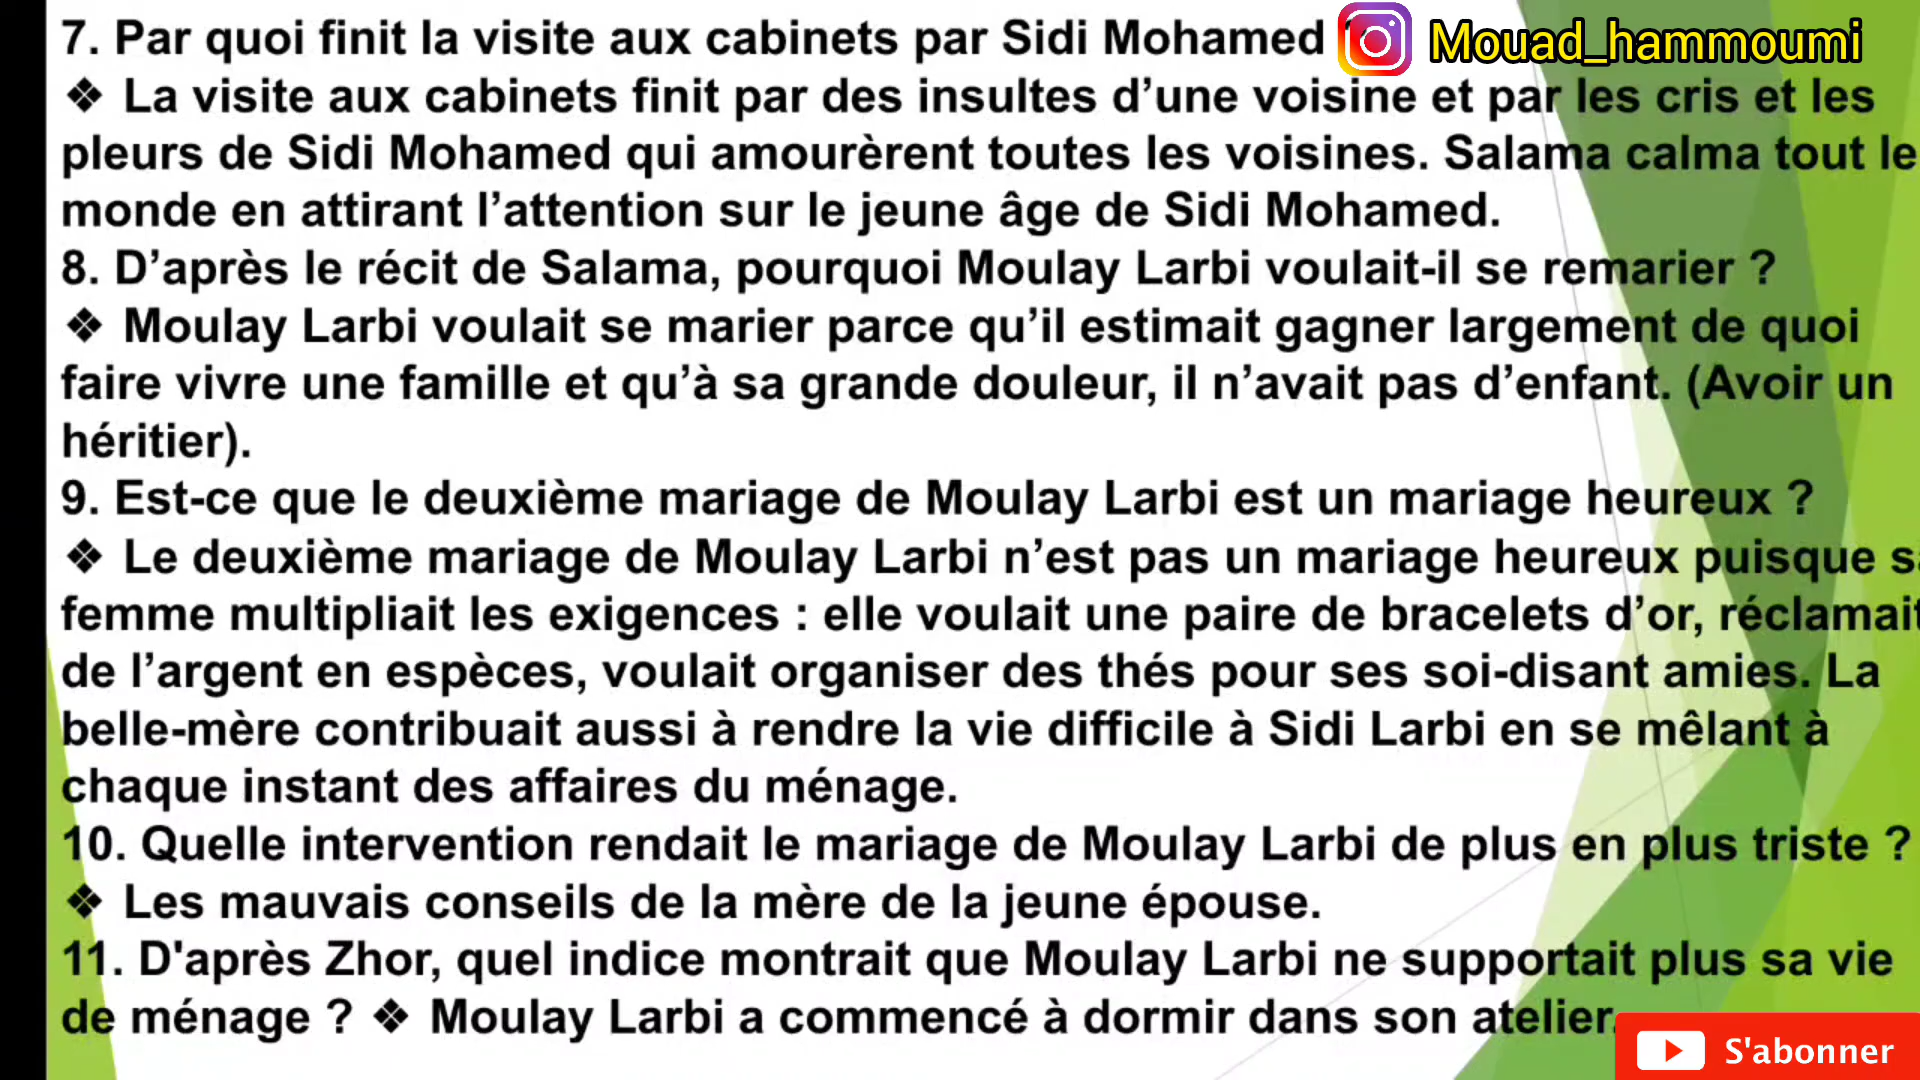 7. Par quoi finit la visite aux cabinets par Sidi Mohamed
Mouad_hammoumi
❖ La visite aux cabinets finit par des insultes d’une voisine et par les cris et les
pleurs de Sidi Mohamed qui amourèrent toutes les voisines. Salama calma tout le
monde en attirant l’attention sur le jeune âge de Sidi Mohamed.
8. D’après le récit de Salama, pourquoi Moulay Larbi voulait-il se remarier ?
❖ Moulay Larbi voulait se marier parce qu’il estimait gagner largement de quoi
faire vivre une famille et qu’à sa grande douleur, il n’avait pas d’enfant. (Avoir un
héritier).
9. Est-ce que le deuxième mariage de Moulay Larbi est un mariage heureux ?
❖ Le deuxième mariage de Moulay Larbi n’est pas un mariage heureux puisque
femme multipliait les exigences : elle voulait une paire de bracelets d’or, réclamait
de l’argent en espèces, voulait organiser des thés pour ses soi-disant amies. La
belle-mère contribuait aussi à rendre la vie difficile à Sidi Larbi en se mêlant à
chaque instant des affaires du ménage.
10. Quelle intervention rendait le mariage de Moulay Larbi de plus en plus triste ?
❖ Les mauvais conseils de la mère de la jeune épouse.
11. D'après Zhor, quel indice montrait que Moulay Larbi ne supportait plus sa vie
de ménage ? ❖ Moulay Larbi a commencé à dormir dans son atelier.
S'abonner